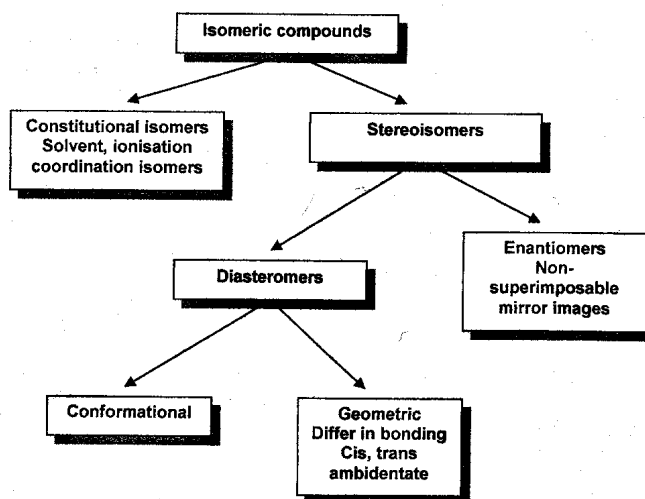 Isomeric compounds
Constitutional isomers
Solvent, ionisation
coordination isomers
Stereoisomers
Diasteromers
Enantiomers
Non-
superimposable
mirror images
Conformational
Geometric
Differ in bonding
Cis, trans
ambidentate